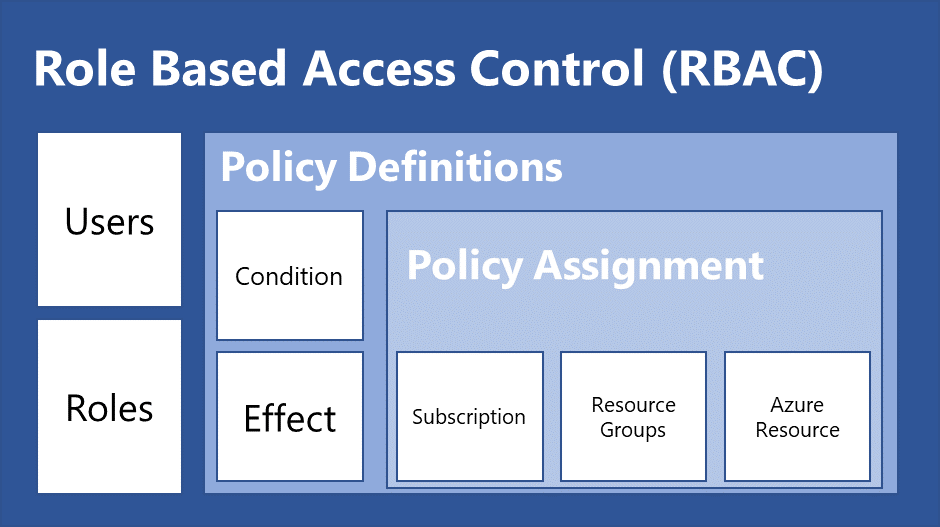 Role Based Access Control (RBAC)
Users
Roles
Policy Definitions
Condition
Effect
Policy Assignment
Subscription
Resource
Groups
Azure
Resource